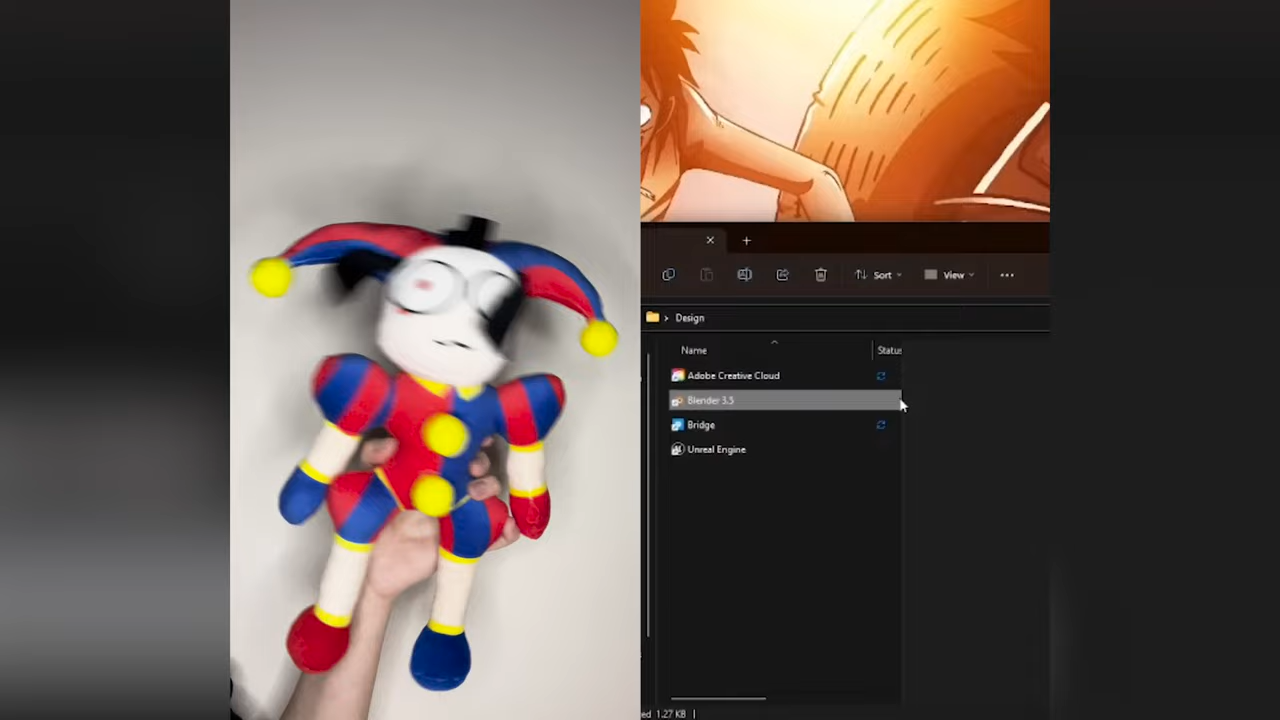 Sort
View
Design
Name
Status
Adobe Creative Cloud
Blender 3.5
Bridge
Unreal Engine
1.27 KB